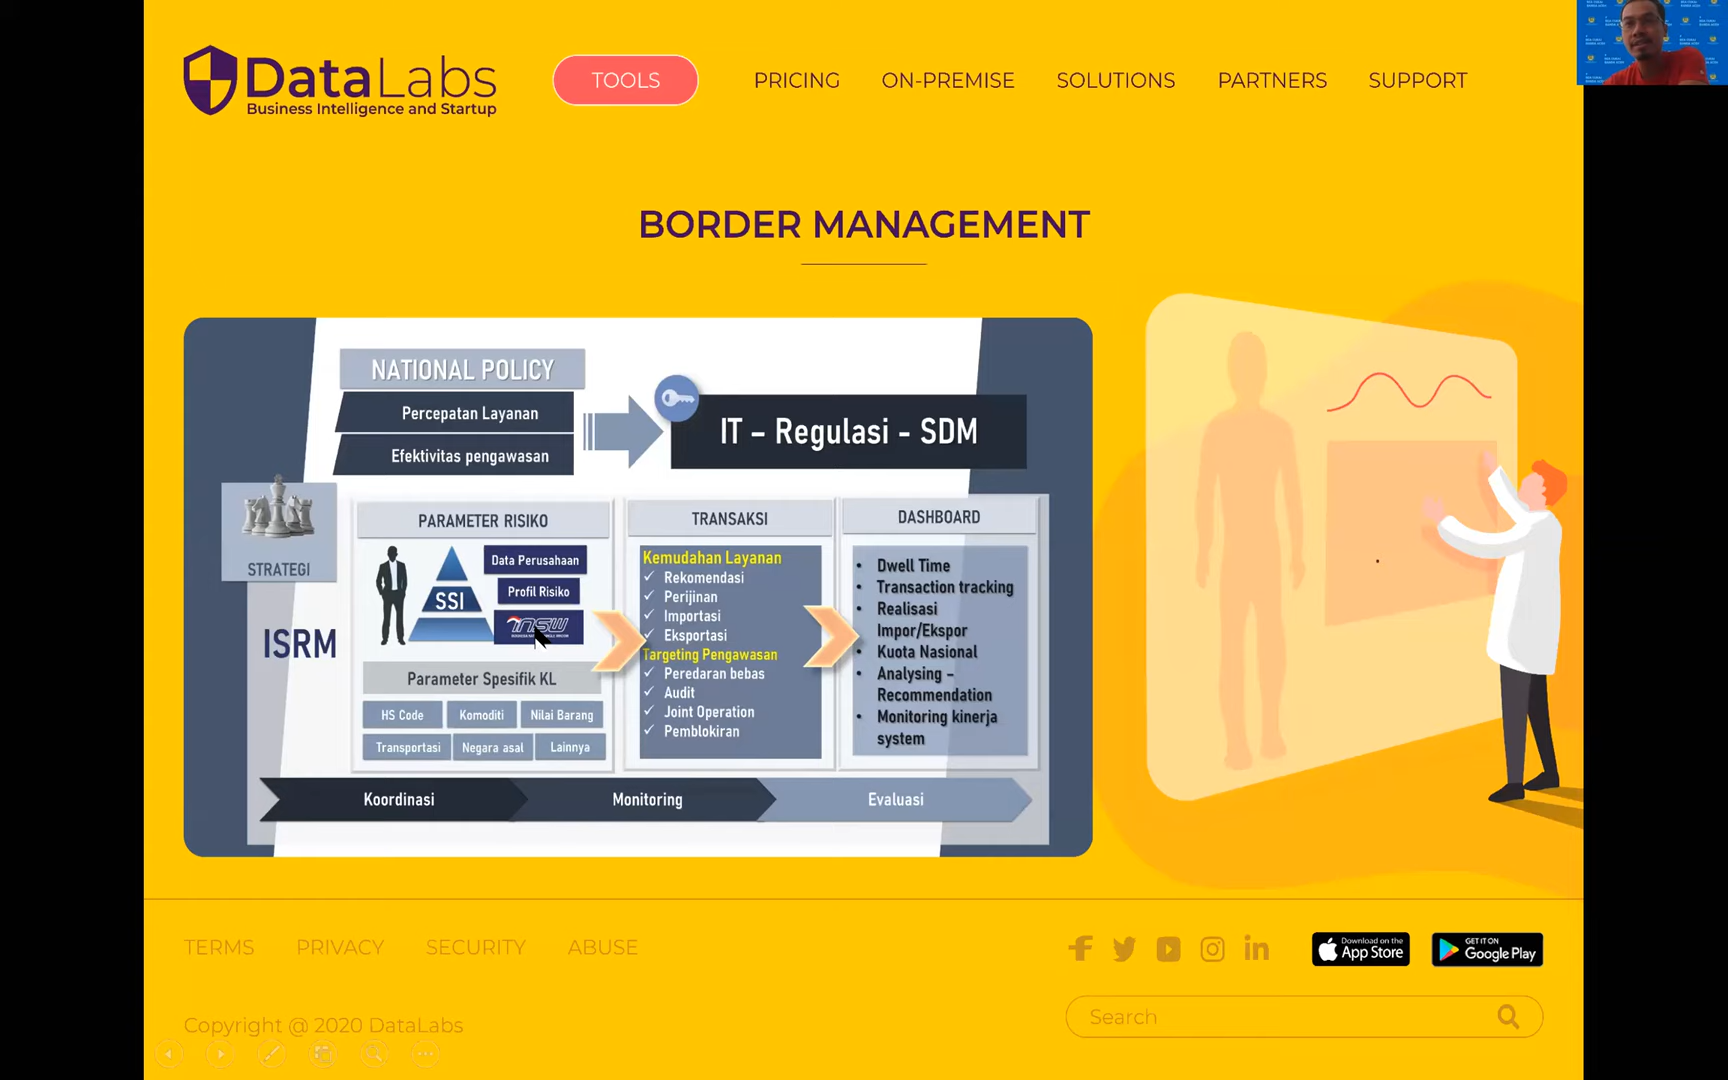 DataLabs
Business Intelligence and Startup
TOOLS
PRICING
ON-PREMISE
SOLUTIONS
PARTNERS
SUPPORT
BORDER MANAGEMENT
NATIONAL POLICY
Percepatan Layanan
Efektivitas pengawasan
IT – Regulasi - SDM
STRATEGI
ISRM
PARAMETER RISIKO
SSI
Data Perusahaan
Profil Risiko
INSW
Parameter Spesifik KL
HS Code
Komoditi
Nilai Barang
Transportasi
Negara asal
Lainnya
TRANSAKSI
Kemudahan Layanan
✓ Rekomendasi
✓ Perijinan
✓ Importasi
✓ Eksportasi
Targeting Pengawasan
✓ Peredaran bebas
✓ Audit
✓ Joint Operation
✓ Pemblokiran
DASHBOARD
• Dwell Time
• Transaction tracking
• Realisasi
Impor/Ekspor
• Kuota Nasional
• Analysing –
Recommendation
• Monitoring kinerja
system
Koordinasi
Monitoring
Evaluasi
TERMS
PRIVACY
SECURITY
ABUSE
Download on the
App Store
GET IT ON
Google Play
Copyright @ 2020 DataLabs
Search